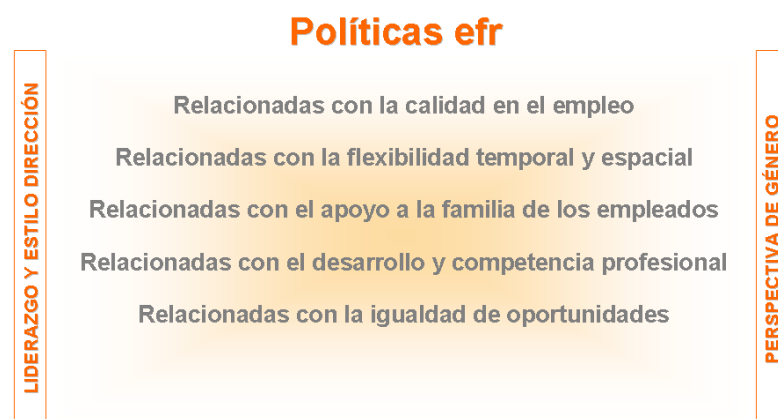 Políticas efr
LIDERAZGO Y ESTILO DIRECCIÓN
Relacionadas con la calidad en el empleo
Relacionadas con la flexibilidad temporal y espacial
Relacionadas con el apoyo a la familia de los empleados
Relacionadas con el desarrollo y competencia profesional
Relacionadas con la igualdad de oportunidades
PERSPECTIVA DE GÉNERO